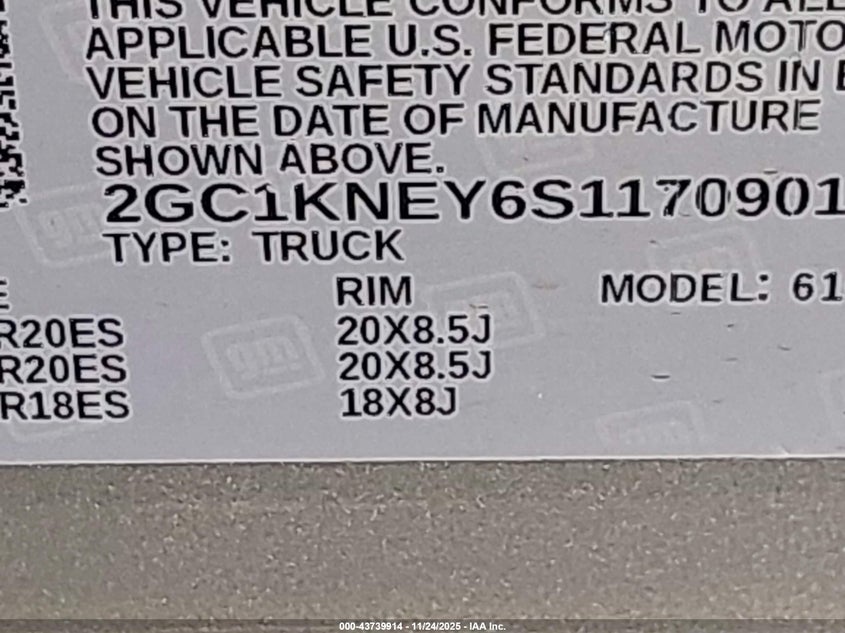 THIS VEHICLE CONFORMS TO ALL
APPLICABLE U.S. FEDERAL MOTO
VEHICLE SAFETY STANDARDS IN E
ON THE DATE OF MANUFACTURE
SHOWN ABOVE.
2GC1KNEY6S1170901
TYPE: TRUCK
E RIM MODEL: 61
R20ES 20X8.5J
R20ES 20X8.5J
R18ES 18X8J
gm
000-43739914 - 11/24/2025 - IAA Inc.